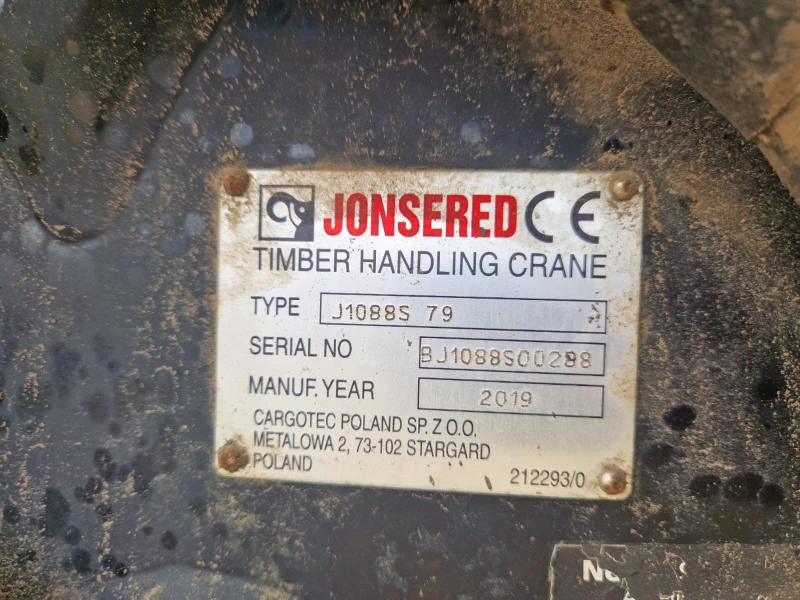 JONSERED CE
TIMBER HANDLING CRANE
TYPE J1088S 79
SERIAL NO BJ1088S00288
MANUF. YEAR 2019
CARGOTEC POLAND SP. Z O.O.
METALOWA 2, 73-102 STARGARD
POLAND
212293/0